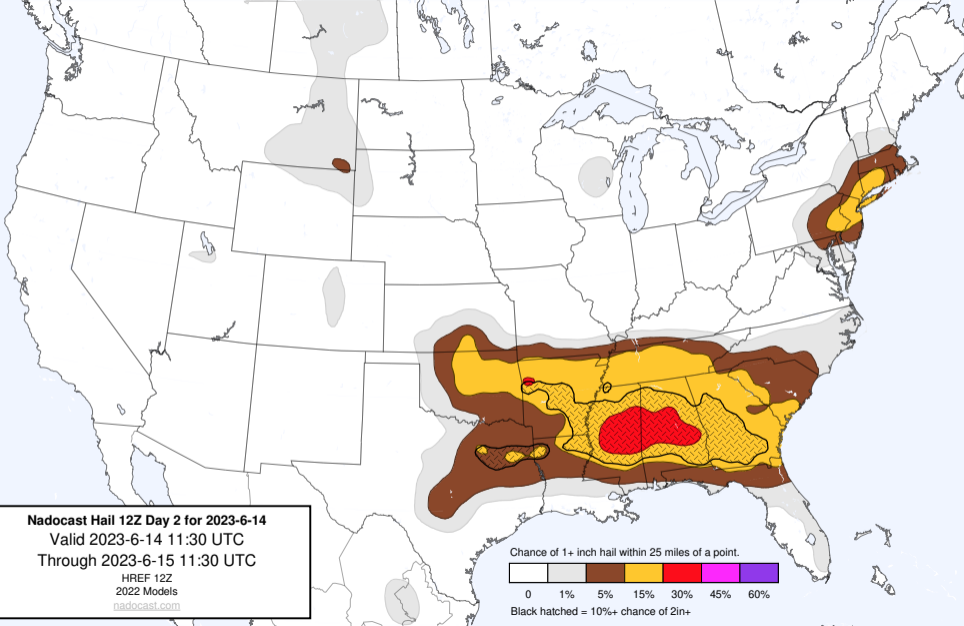 Nadocast Hail 12Z Day 2 for 2023-6-14
Valid 2023-6-14 11:30 UTC
Through 2023-6-15 11:30 UTC
HREF 12Z
2022 Models
nadocast.com
Chance of 1+ inch hail within 25 miles of a point.
0 1% 5% 15% 30% 45% 60%
Black hatched = 10%+ chance of 2in+